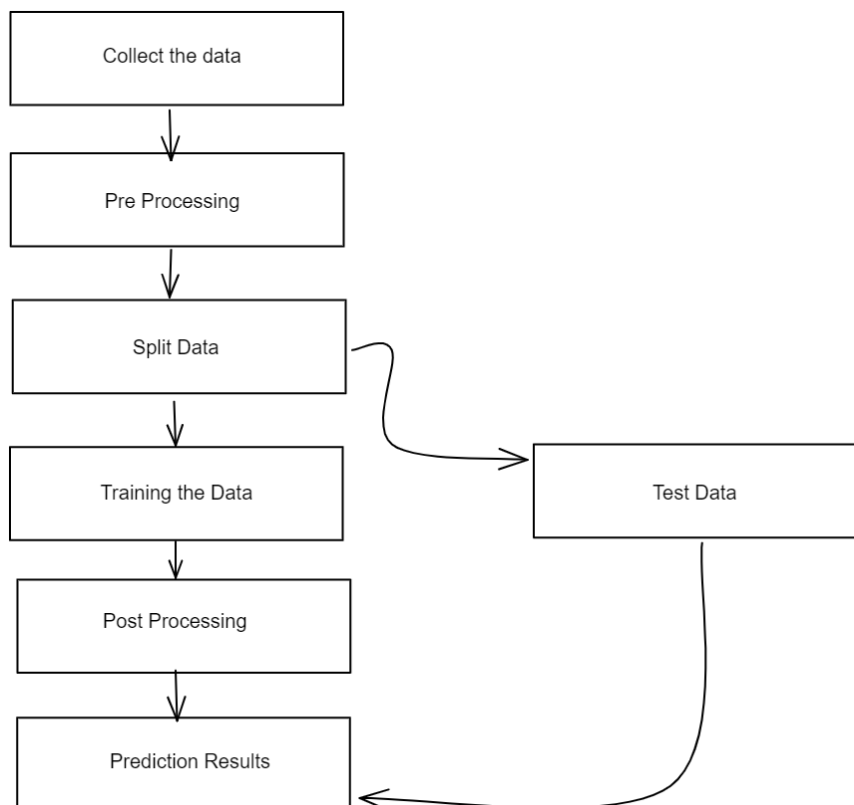 Collect the data
Pre Processing
Split Data
Training the Data
Test Data
Post Processing
Prediction Results